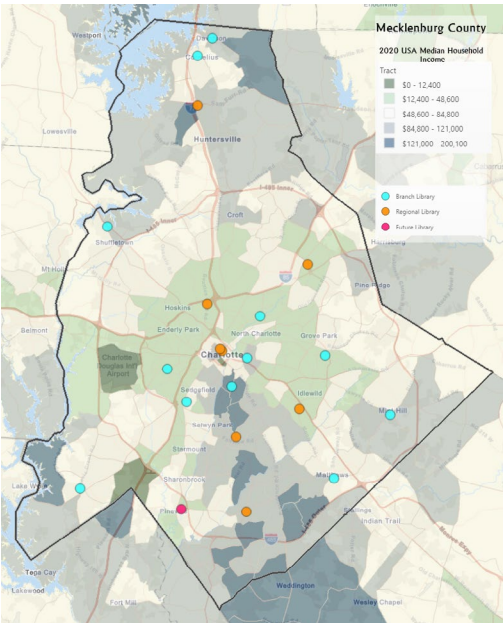 Mecklenburg County
2020 USA Median Household
Income
Tract
$0 - 12,400
$12,400 - 48,600
$48,600 - 84,800
$84,800 - 121,000
$121,000 200,100
Branch Library
Regional Library
Future Library
Westport
Lowesville
Huntersville
Croft
Shuffletown
Harrisburg
Pine Ridge
Mt Holly
Hoskins
North Charlotte
Grove Park
Enderly Park
Belmont
Charlotte
Charlotte
Douglas Int'l
Airport
Sedgefield
Idlewild
Mint Hill
Selwyn Park
Starmount
Sharonbrook
Matthews
Lake Wylie
Stallings
Indian Trail
Tega Cay
Lakewood
Fort Mill
Waddington
Wesley Chapel